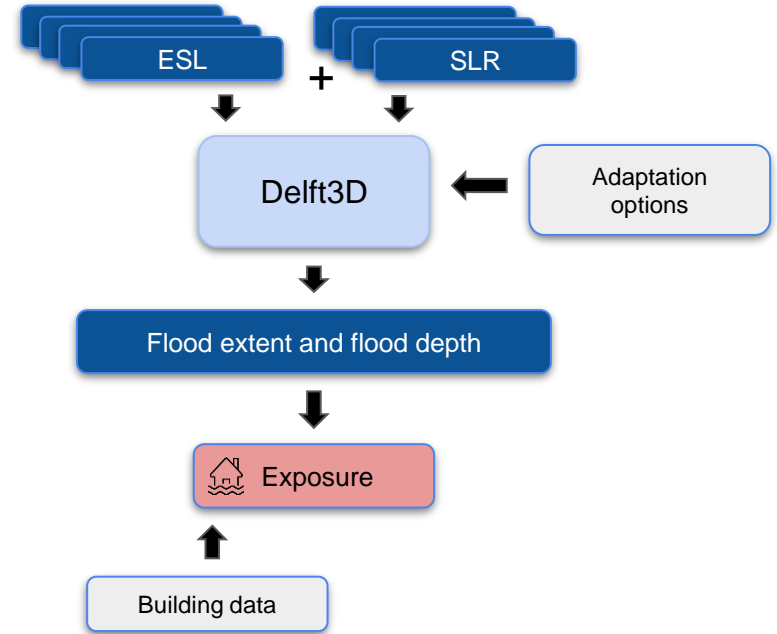 ESL
+
SLR
Delft3D
Adaptation
options
Flood extent and flood depth
Exposure
Building data